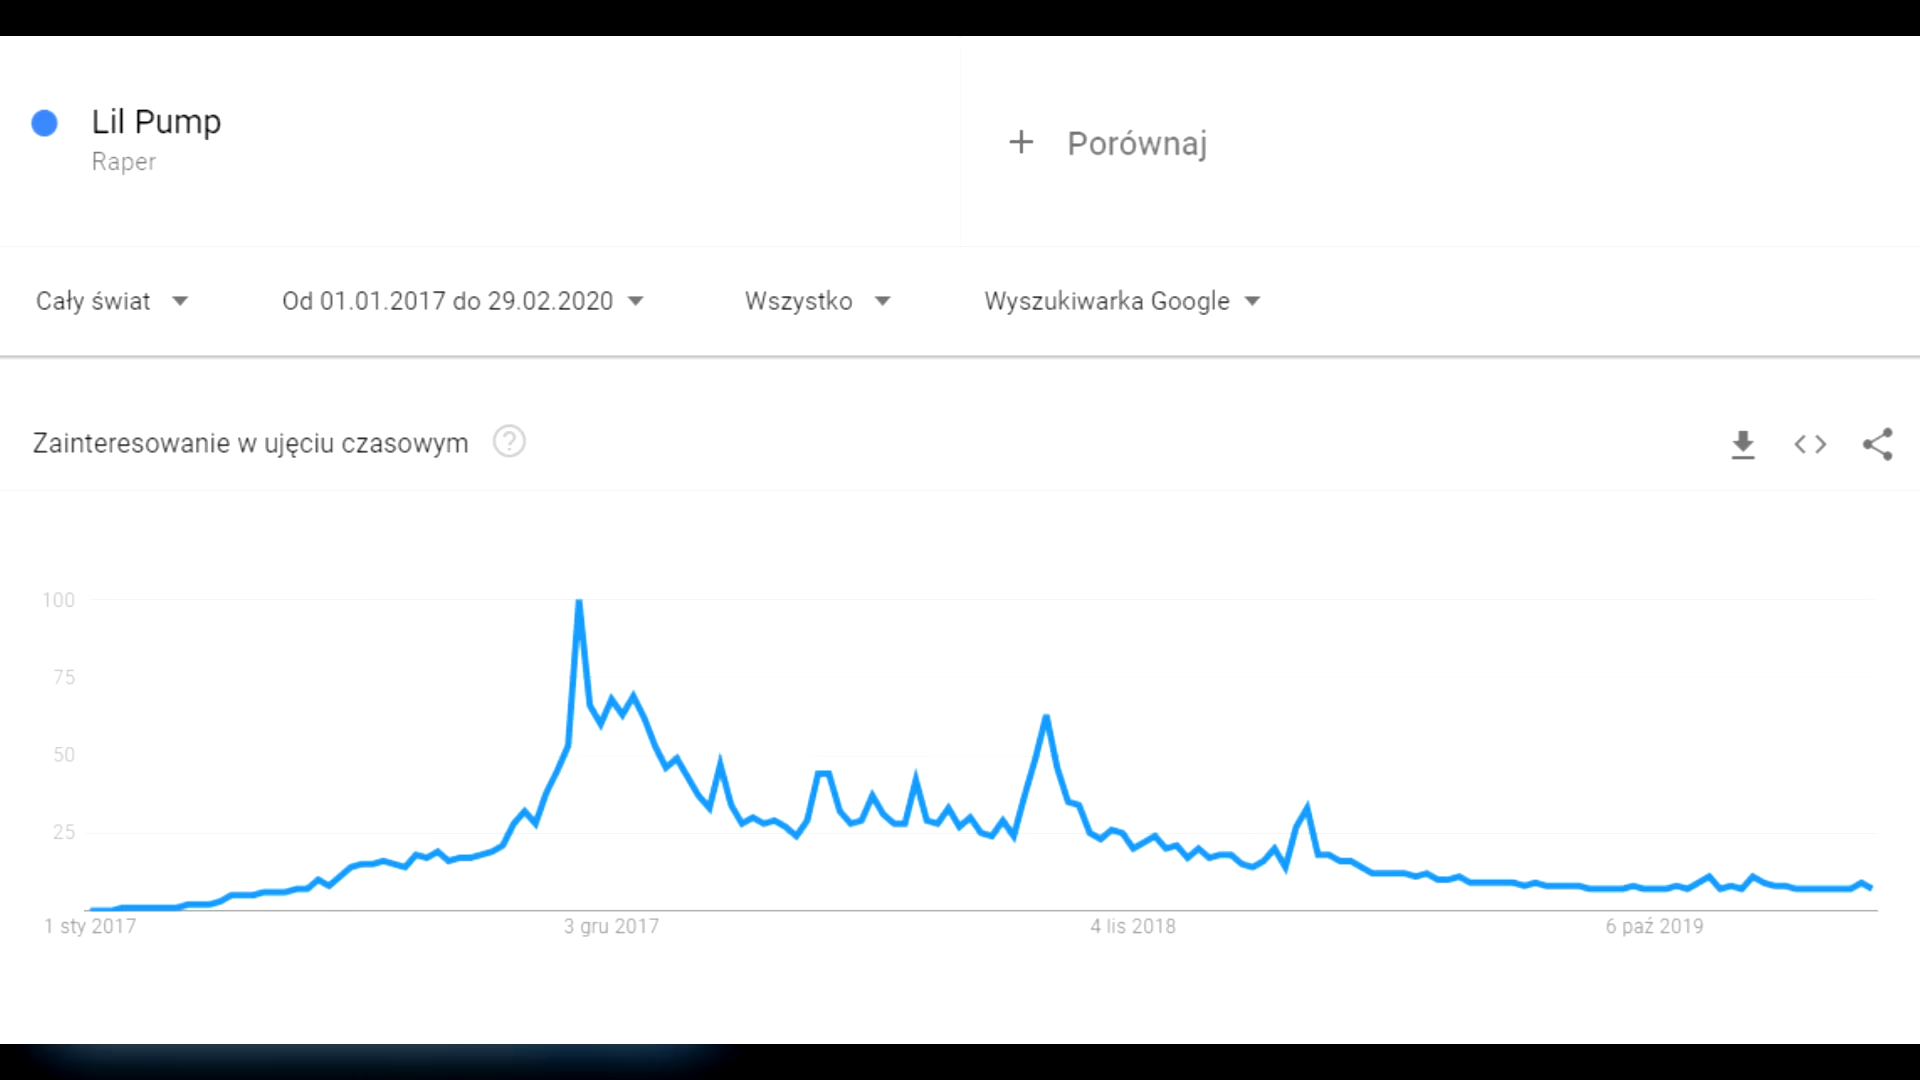 Lil Pump
Raper
+ Porównaj
Cały świat
Od 01.01.2017 do 29.02.2020
Wszystko
Wyszukiwarka Google
Zainteresowanie w ujęciu czasowym
?
100
75
50
25
1 sty 2017
3 gru 2017
4 lis 2018
6 paź 2019